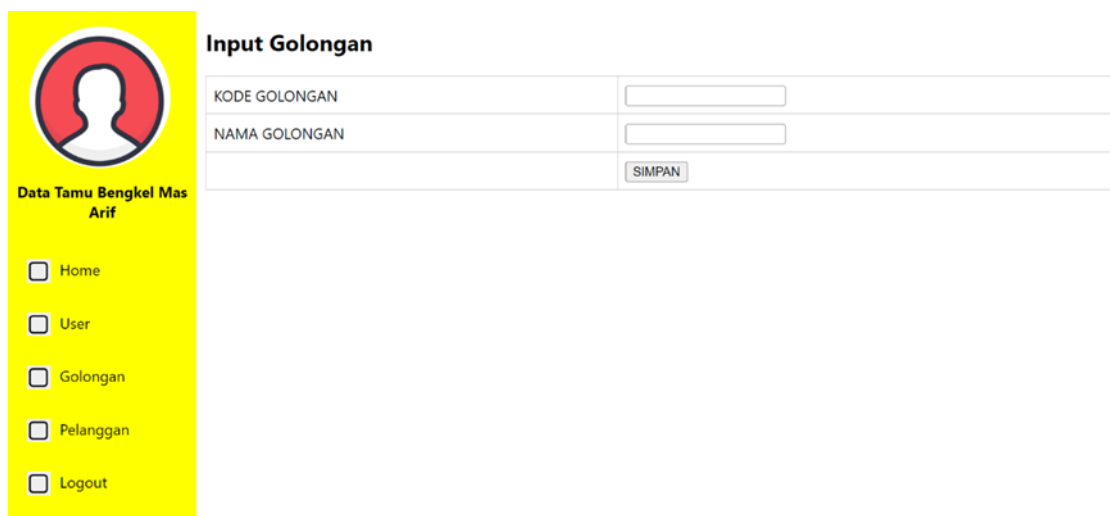 Data Tamu Bengkel Mas
Arif
Home
User
Golongan
Pelanggan
Logout
Input Golongan
KODE GOLONGAN
NAMA GOLONGAN
SIMPAN